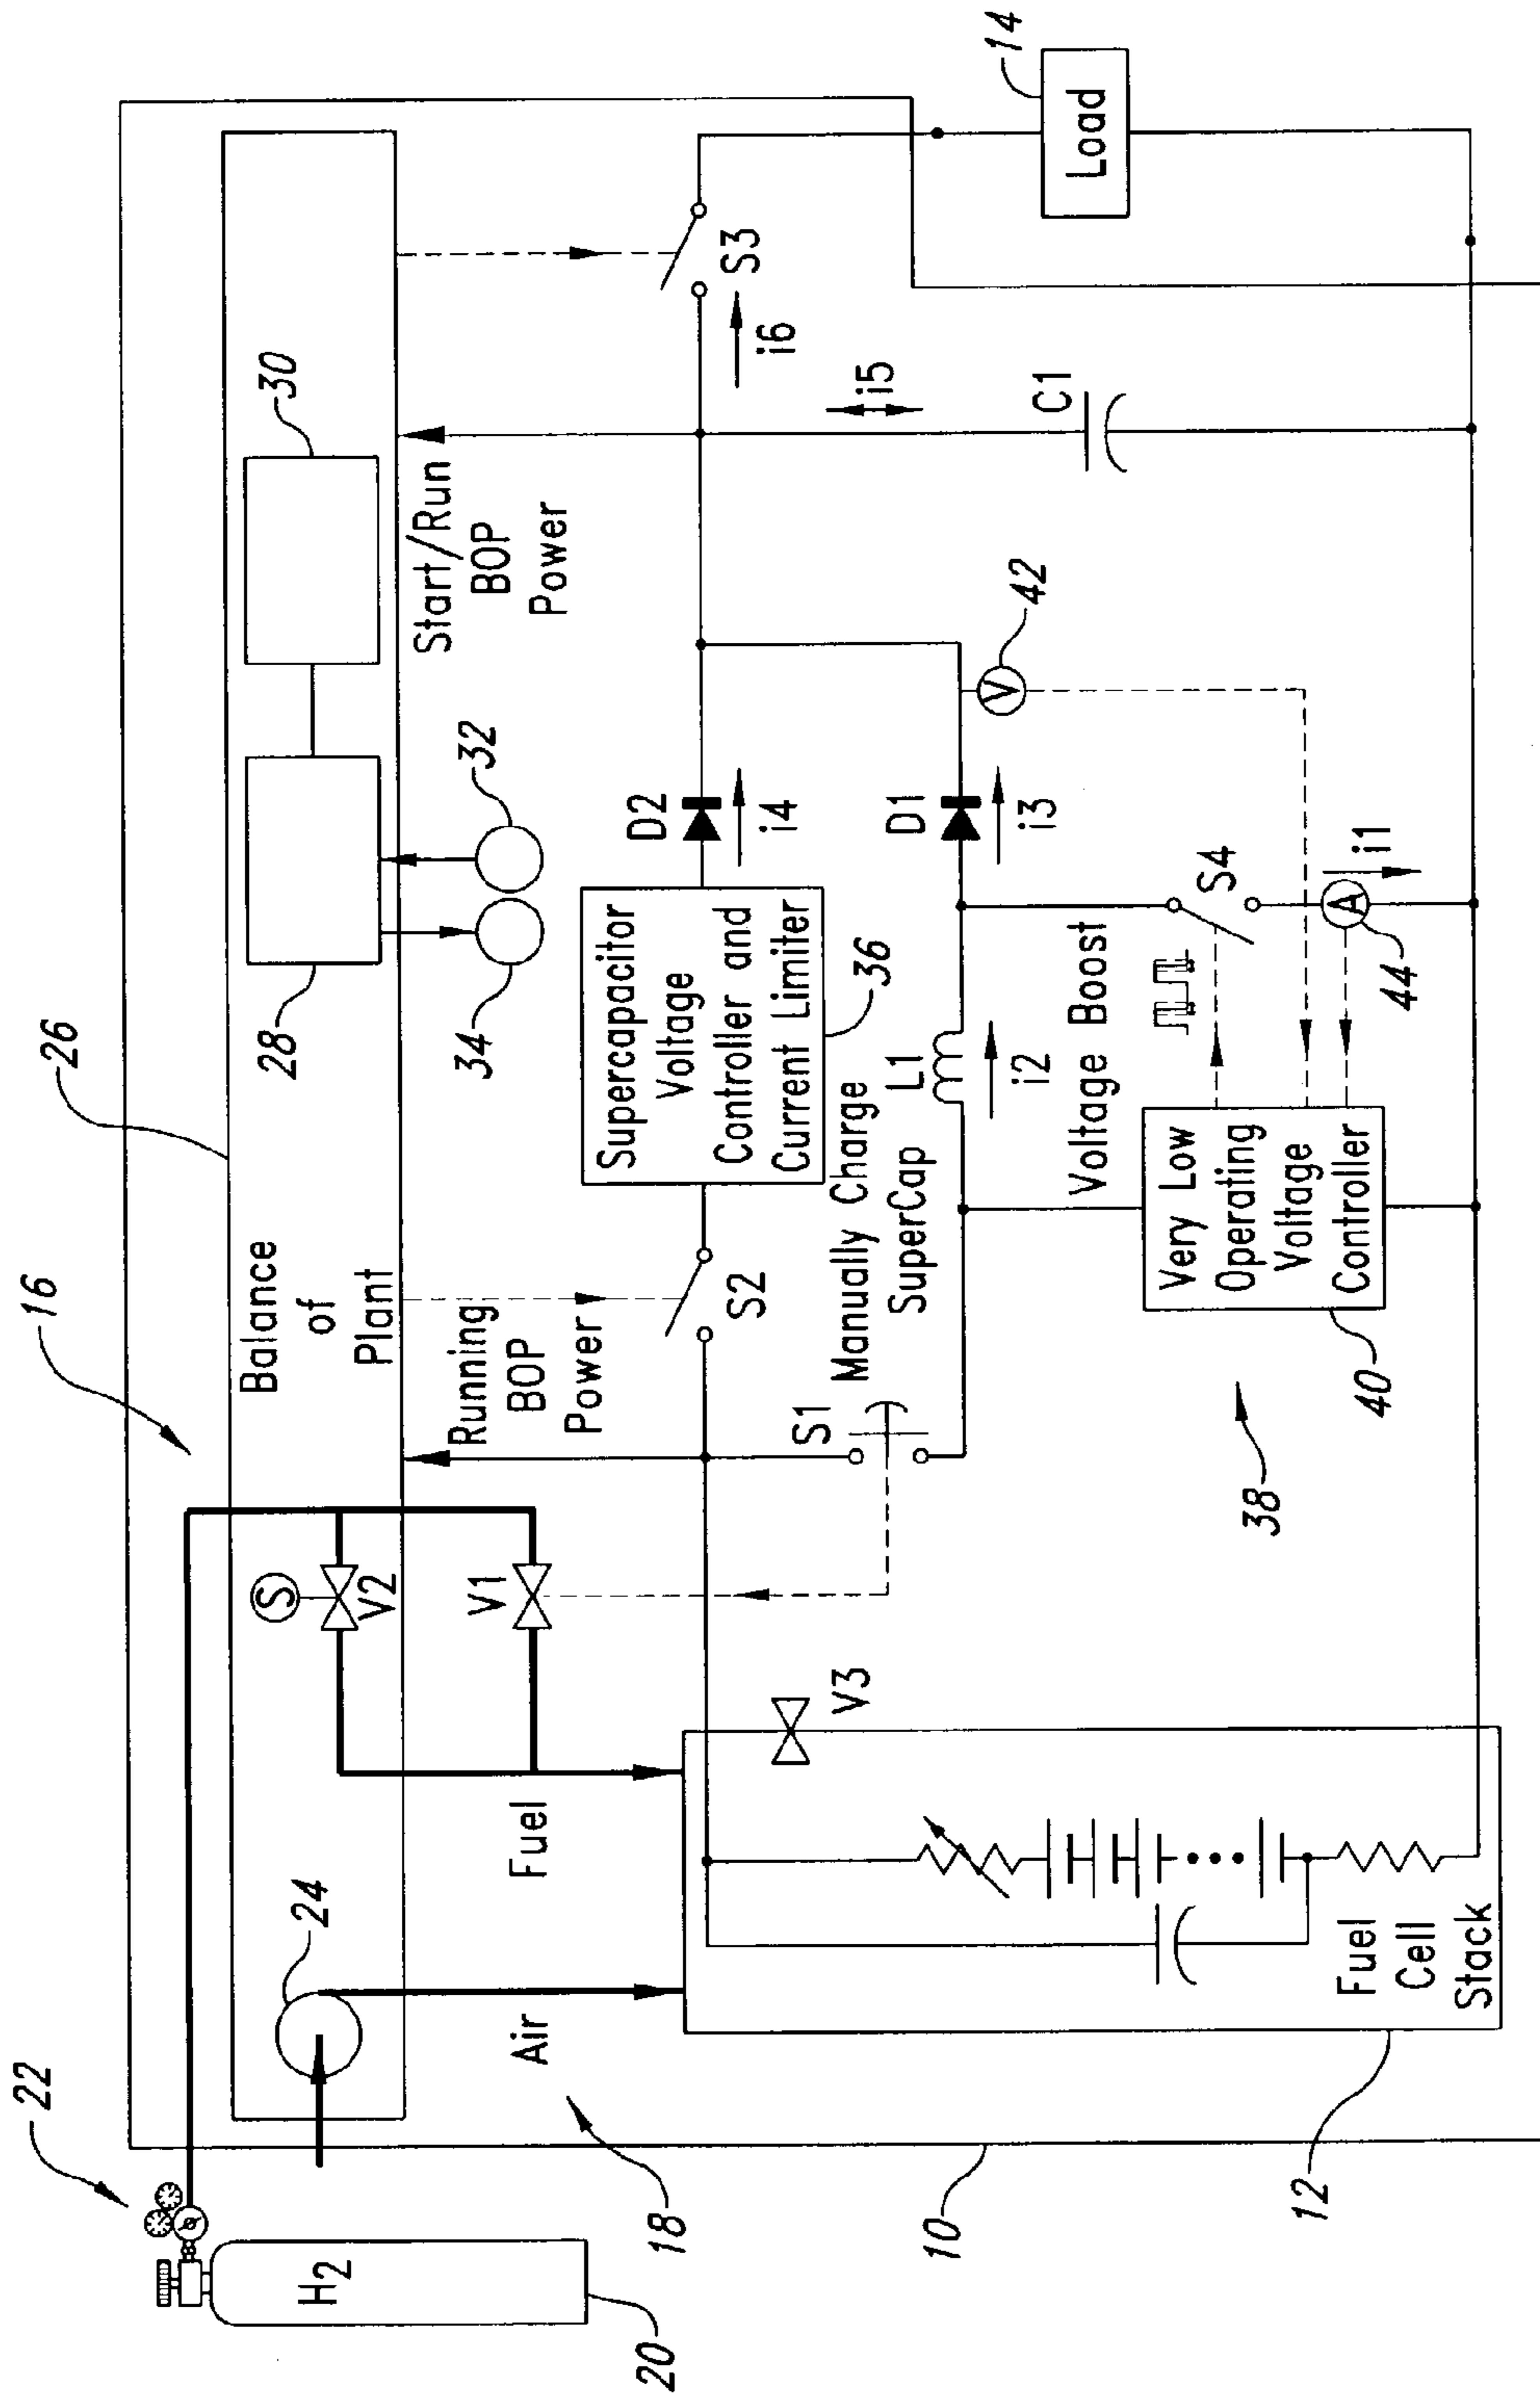 22
16
26
Balance
of
Plant
28
30
32
34
24
S
V2
V1
H2
20
18
Air
Fuel
Running
BOP
Power
Start/Run
BOP
Power
S2
Supercapacitor
Voltage
Controller and
Current Limiter
36
D2
i4
S3
i6
i5
C1
14
Load
S1
Manually Charge
SuperCap
L1
i2
D1
i3
V
42
V3
Voltage Boost
S4
A
i1
44
Very Low
Operating
Voltage
Controller
40
38
Fuel
Cell
Stack
10
12